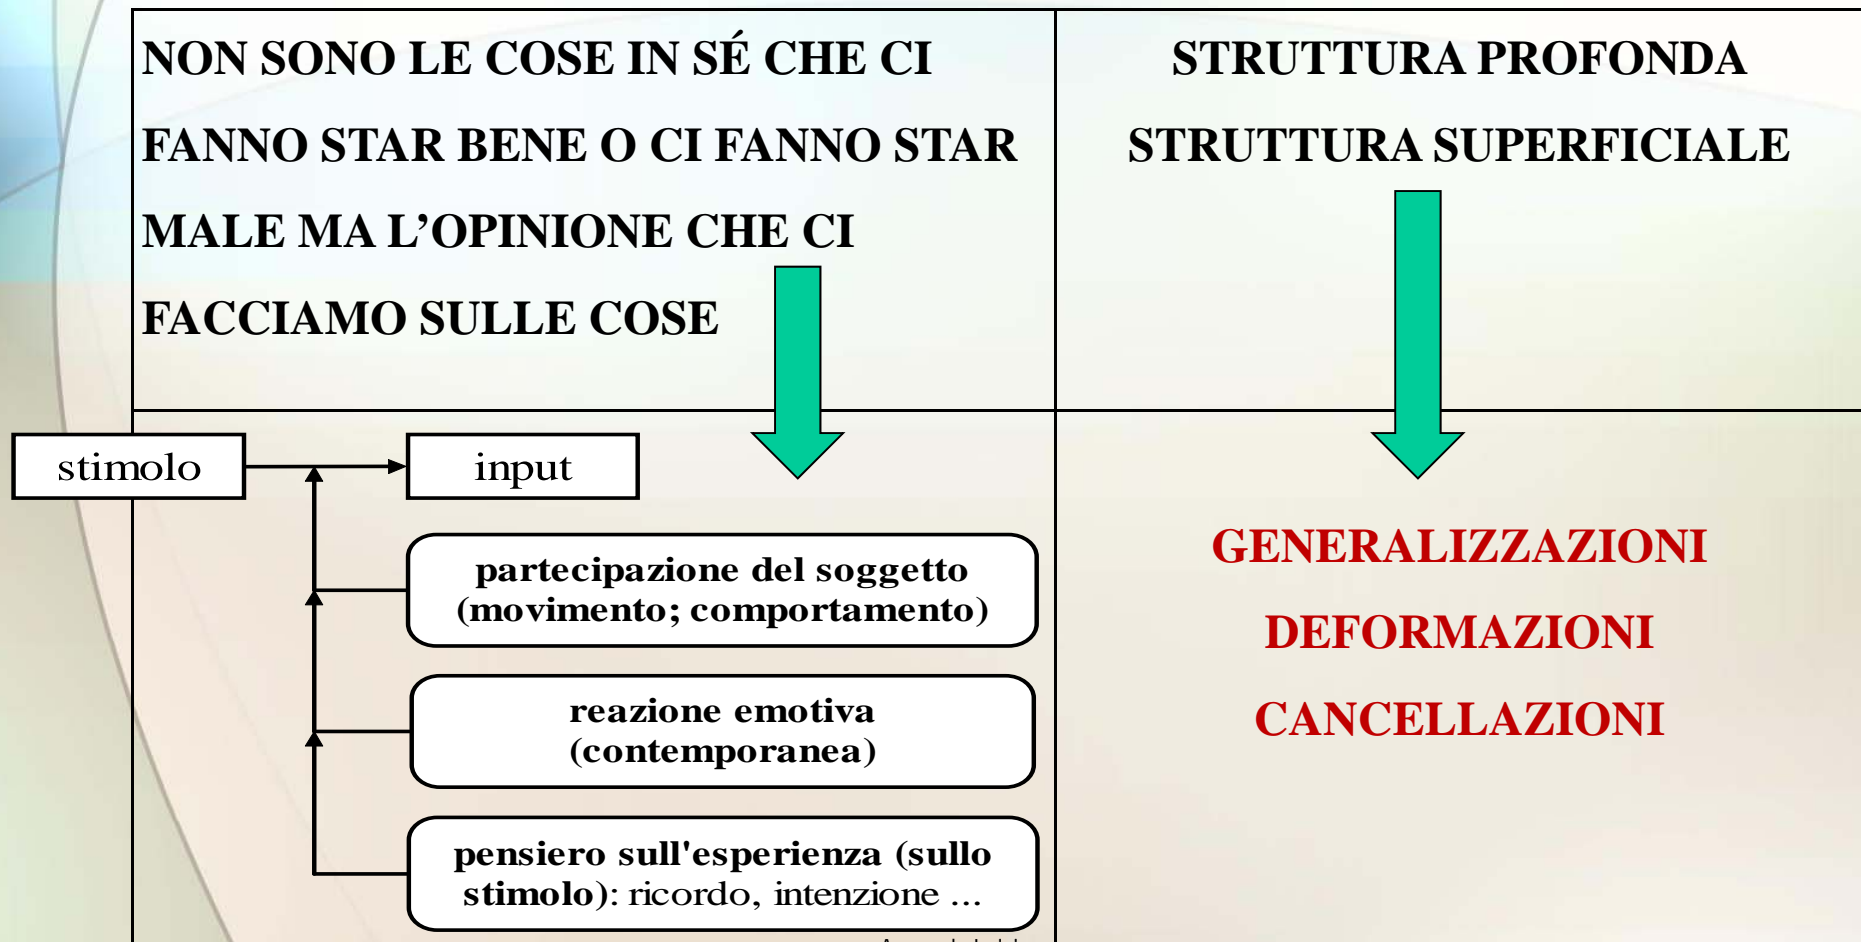 NON SONO LE COSE IN SÉ CHE CI
FANNO STAR BENE O CI FANNO STAR
MALE MA L’OPINIONE CHE CI
FACCIAMO SULLE COSE
STRUTTURA PROFONDA
STRUTTURA SUPERFICIALE
stimolo
input
partecipazione del soggetto
(movimento; comportamento)
reazione emotiva
(contemporanea)
pensiero sull'esperienza (sullo
stimolo): ricordo, intenzione ...
GENERALIZZAZIONI
DEFORMAZIONI
CANCELLAZIONI